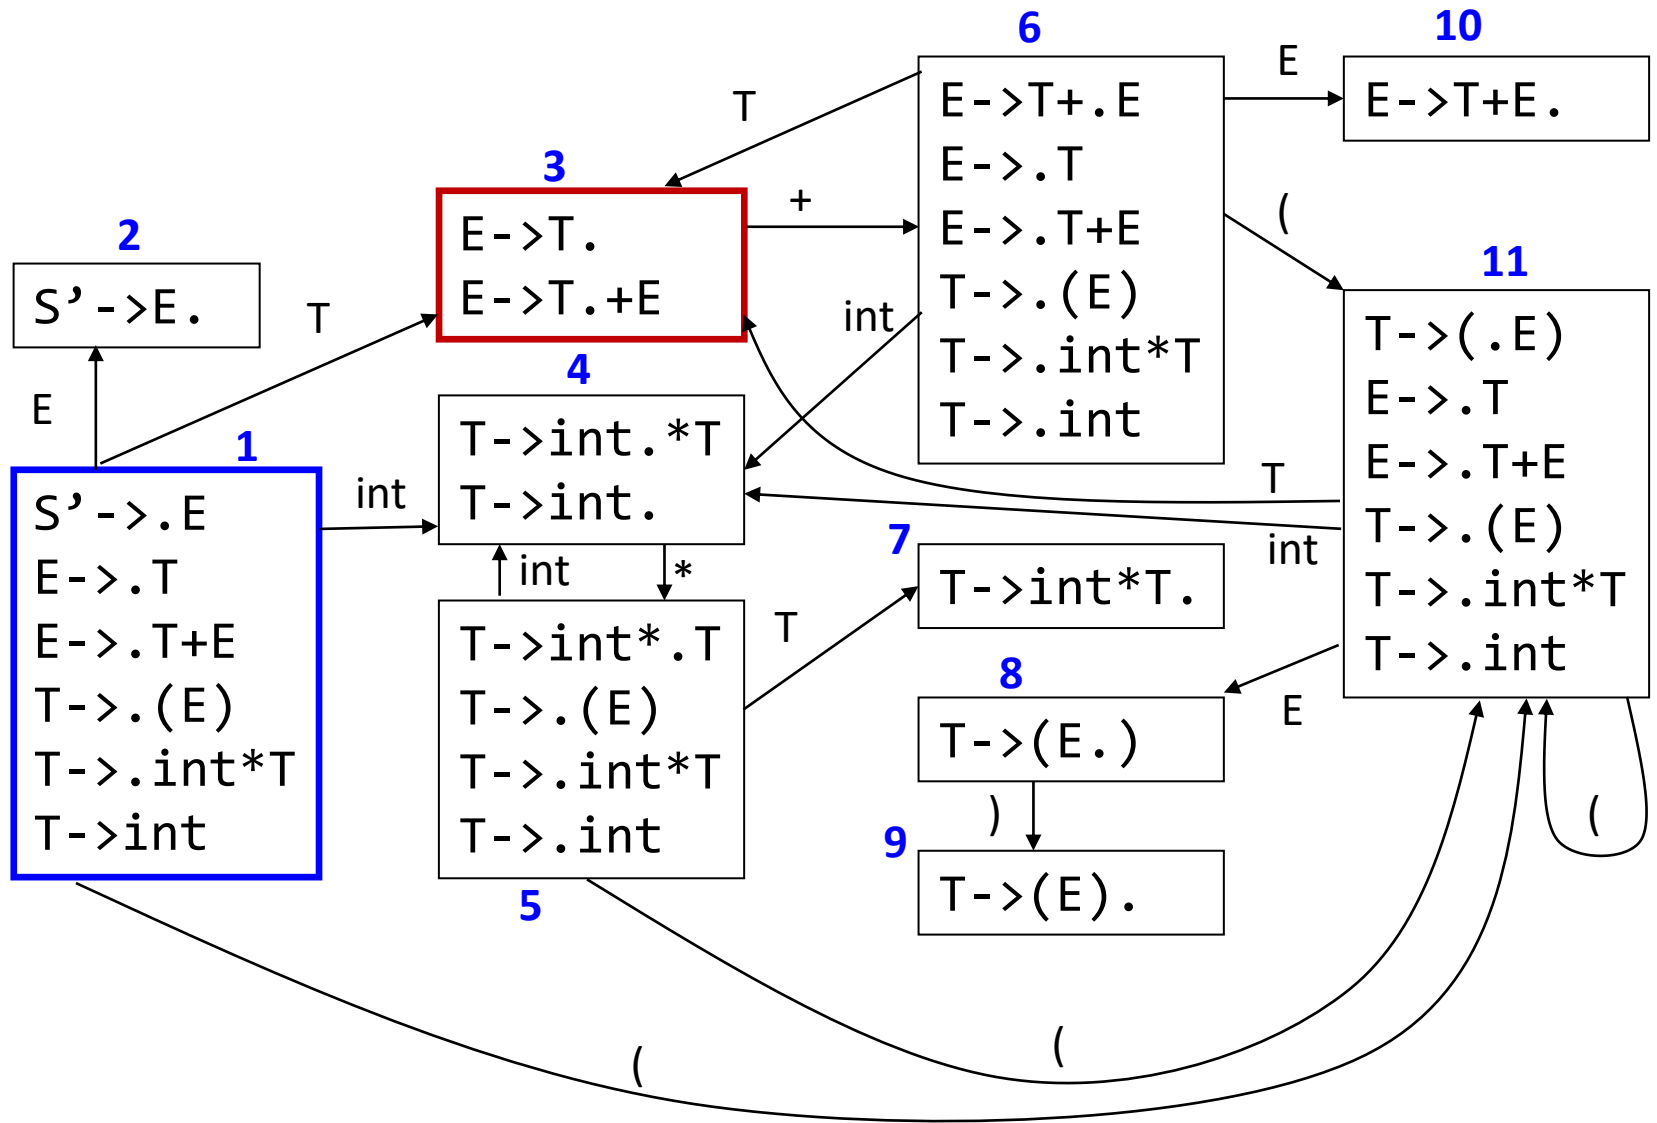 6
10
E->T+.E
E->.T
E->.T+E
T->.(E)
T->.int*T
T->.int
E
E->T+E.
T
3
E->T.
E->T.+E
+
(
2
S’->E.
T
int
11
T->(.E)
E->.T
E->.T+E
T->.(E)
T->.int*T
T->.int
4
T->int.*T
T->int.
E
1
S’->.E
E->.T
E->.T+E
T->.(E)
T->.int*T
T->int
int
T
int
7
T->int*T.
int
*
T->int*.T
T->.(E)
T->.int*T
T->.int
5
T
8
T->(E.)
E
)
9
T->(E).
(
(
(